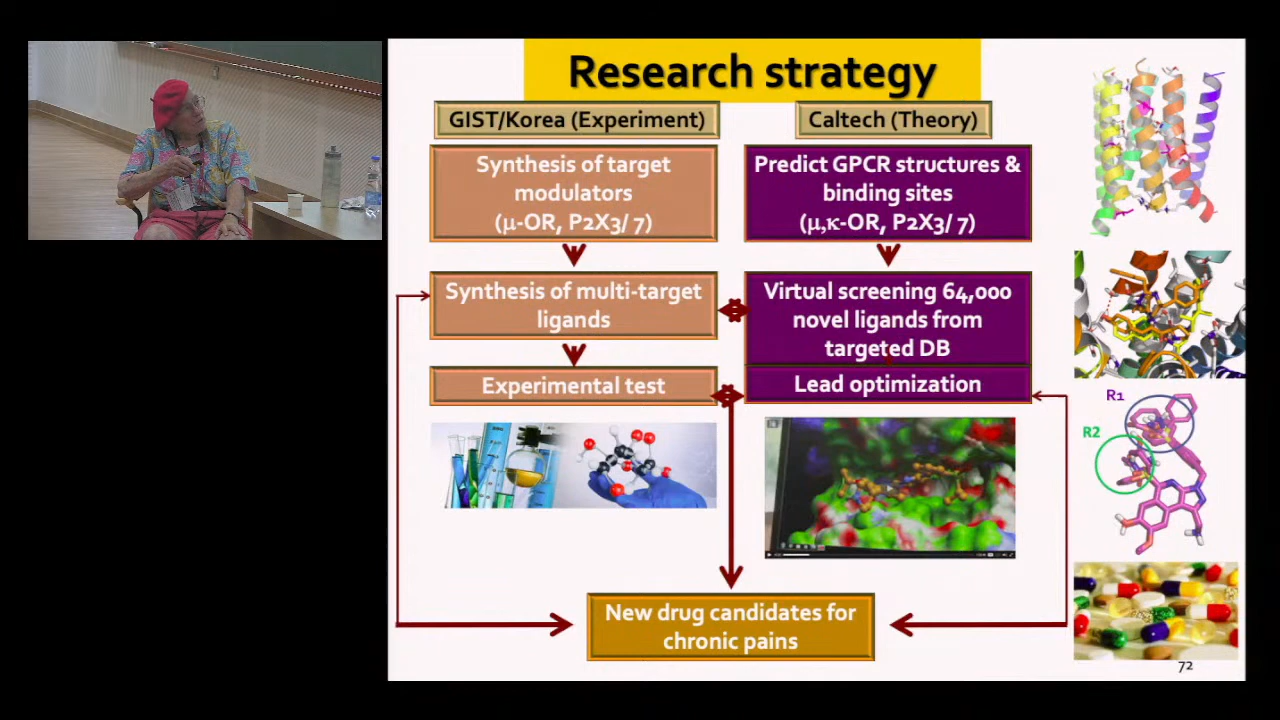 Research strategy
GIST/Korea (Experiment)
Caltech (Theory)
Synthesis of target
modulators
(μ-OR, P2X3/ 7)
Predict GPCR structures &
binding sites
(μ,κ-OR, P2X3/ 7)
Synthesis of multi-target
ligands
Virtual screening 64,000
novel ligands from
targeted DB
Experimental test
Lead optimization
R1
R2
New drug candidates for
chronic pains
72